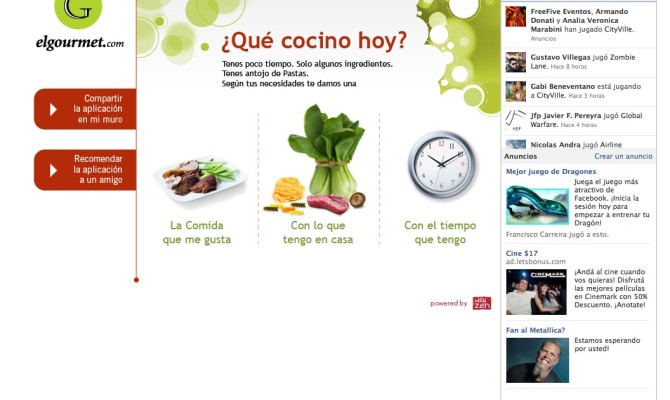 G
elgourmet.com
¿Qué cocino hoy?
Tenes poco tiempo. Solo algunos ingredientes.
Tenes antojo de Pastas.
Según tus necesidades te damos una
Compartir
la aplicación
en mi muro
Recomendar
la aplicación
a un amigo
La Comida
que me gusta
Con lo que
tengo en casa
Con el tiempo
que tengo
powered by
KAI
ZEN
FreeFive Events, Armando
Donati y Analia Veronica
Marabini han jugado CityVille.
Anuncios
Gustavo Villegas jugó Zombie
Lane. Hace 8 horas
Gabi Beneventano está jugando
a CityVille. Hace 3 horas
Jfp Javier F. Pereyra jugó Global
Warfare. Hace 4 horas
Nicolas Andra jugó Airline
Anuncios
Crear un anuncio
Mejor juego de Dragones
Juega el juego más
atractivo de
Facebook. ¡Inicia la
sesión hoy para
empezar a entrenar tu
Dragón!
Francisco Carreira jugó a esto.
Cine $17
ad.letsbonus.com
CINEMARK
¡Andá al cine cuando
vos quieras! Disfrutá
las mejores películas
en Cinemark con 50%
Descuento. ¡Anotate!
Fan al Metallica?
Estamos esperando
por usted!